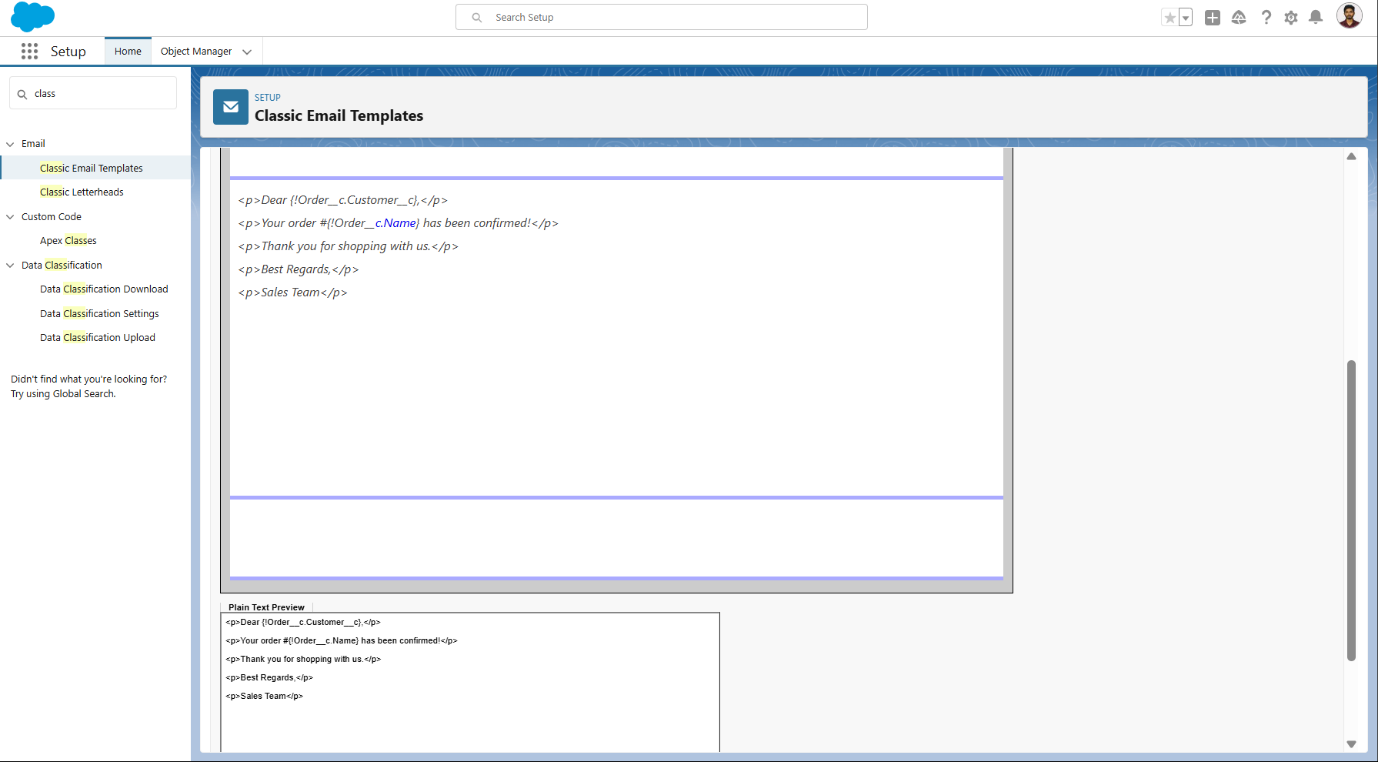 Search Setup
Setup
Home
Object Manager
class
Email
Classic Email Templates
Classic Letterheads
Custom Code
Apex Classes
Data Classification
Data Classification Download
Data Classification Settings
Data Classification Upload
Didn't find what you're looking for?
Try using Global Search.
SETUP
Classic Email Templates
<p>Dear {!Order__c.Customer__c},</p>
<p>Your order #{!Order__c.Name} has been confirmed!</p>
<p>Thank you for shopping with us.</p>
<p>Best Regards,</p>
<p>Sales Team</p>
Plain Text Preview
<p>Dear {!Order__c.Customer__c},</p>
<p>Your order #{!Order__c.Name} has been confirmed!</p>
<p>Thank you for shopping with us.</p>
<p>Best Regards,</p>
<p>Sales Team</p>